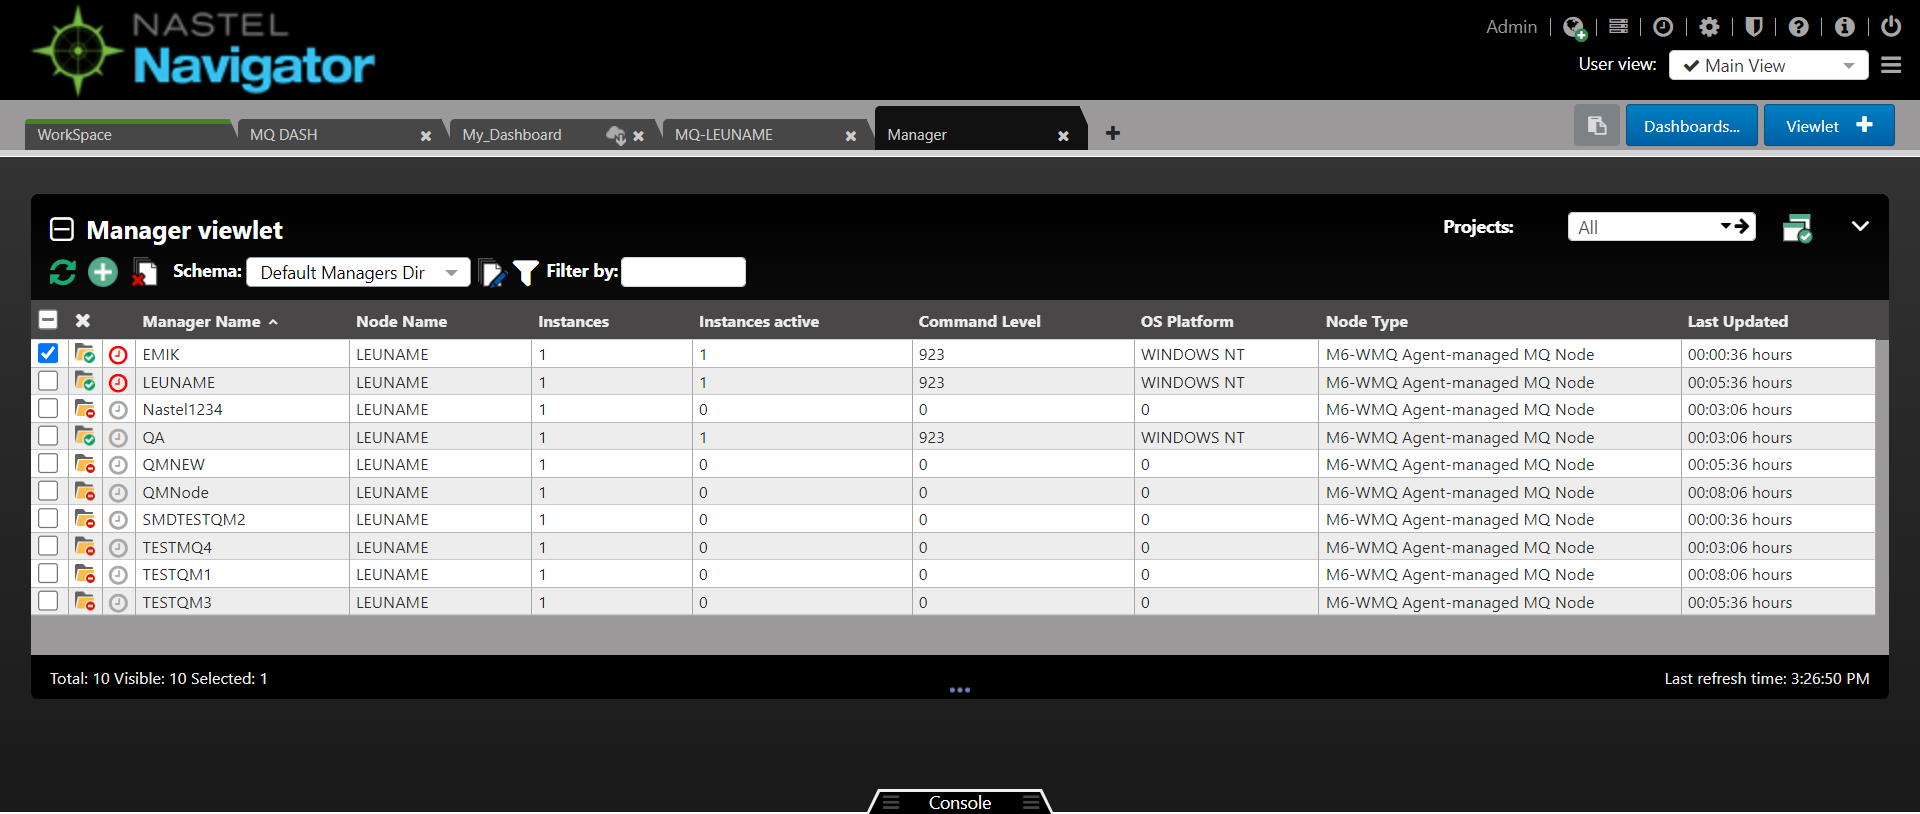 NASTEL
Navigator
Admin
User view: Main View
WorkSpace MQ DASH My_Dashboard MQ-LEUNAME Manager
Dashboards... Viewlet
Manager viewlet
Projects: All
Schema: Default Managers Dir Filter by:
Manager Name Node Name Instances Instances active Command Level OS Platform Node Type Last Updated
EMIK LEUNAME 1 1 923 WINDOWS NT M6-WMQ Agent-managed MQ Node 00:00:36 hours
LEUNAME LEUNAME 1 1 923 WINDOWS NT M6-WMQ Agent-managed MQ Node 00:05:36 hours
Nastel1234 LEUNAME 1 0 0 0 M6-WMQ Agent-managed MQ Node 00:03:06 hours
QA LEUNAME 1 1 923 WINDOWS NT M6-WMQ Agent-managed MQ Node 00:03:06 hours
QMNEW LEUNAME 1 0 0 0 M6-WMQ Agent-managed MQ Node 00:05:36 hours
QMNode LEUNAME 1 0 0 0 M6-WMQ Agent-managed MQ Node 00:08:06 hours
SMDTESTQM2 LEUNAME 1 0 0 0 M6-WMQ Agent-managed MQ Node 00:00:36 hours
TESTMQ4 LEUNAME 1 0 0 0 M6-WMQ Agent-managed MQ Node 00:03:06 hours
TESTQM1 LEUNAME 1 0 0 0 M6-WMQ Agent-managed MQ Node 00:08:06 hours
TESTQM3 LEUNAME 1 0 0 0 M6-WMQ Agent-managed MQ Node 00:05:36 hours
Total: 10 Visible: 10 Selected: 1
Last refresh time: 3:26:50 PM
Console